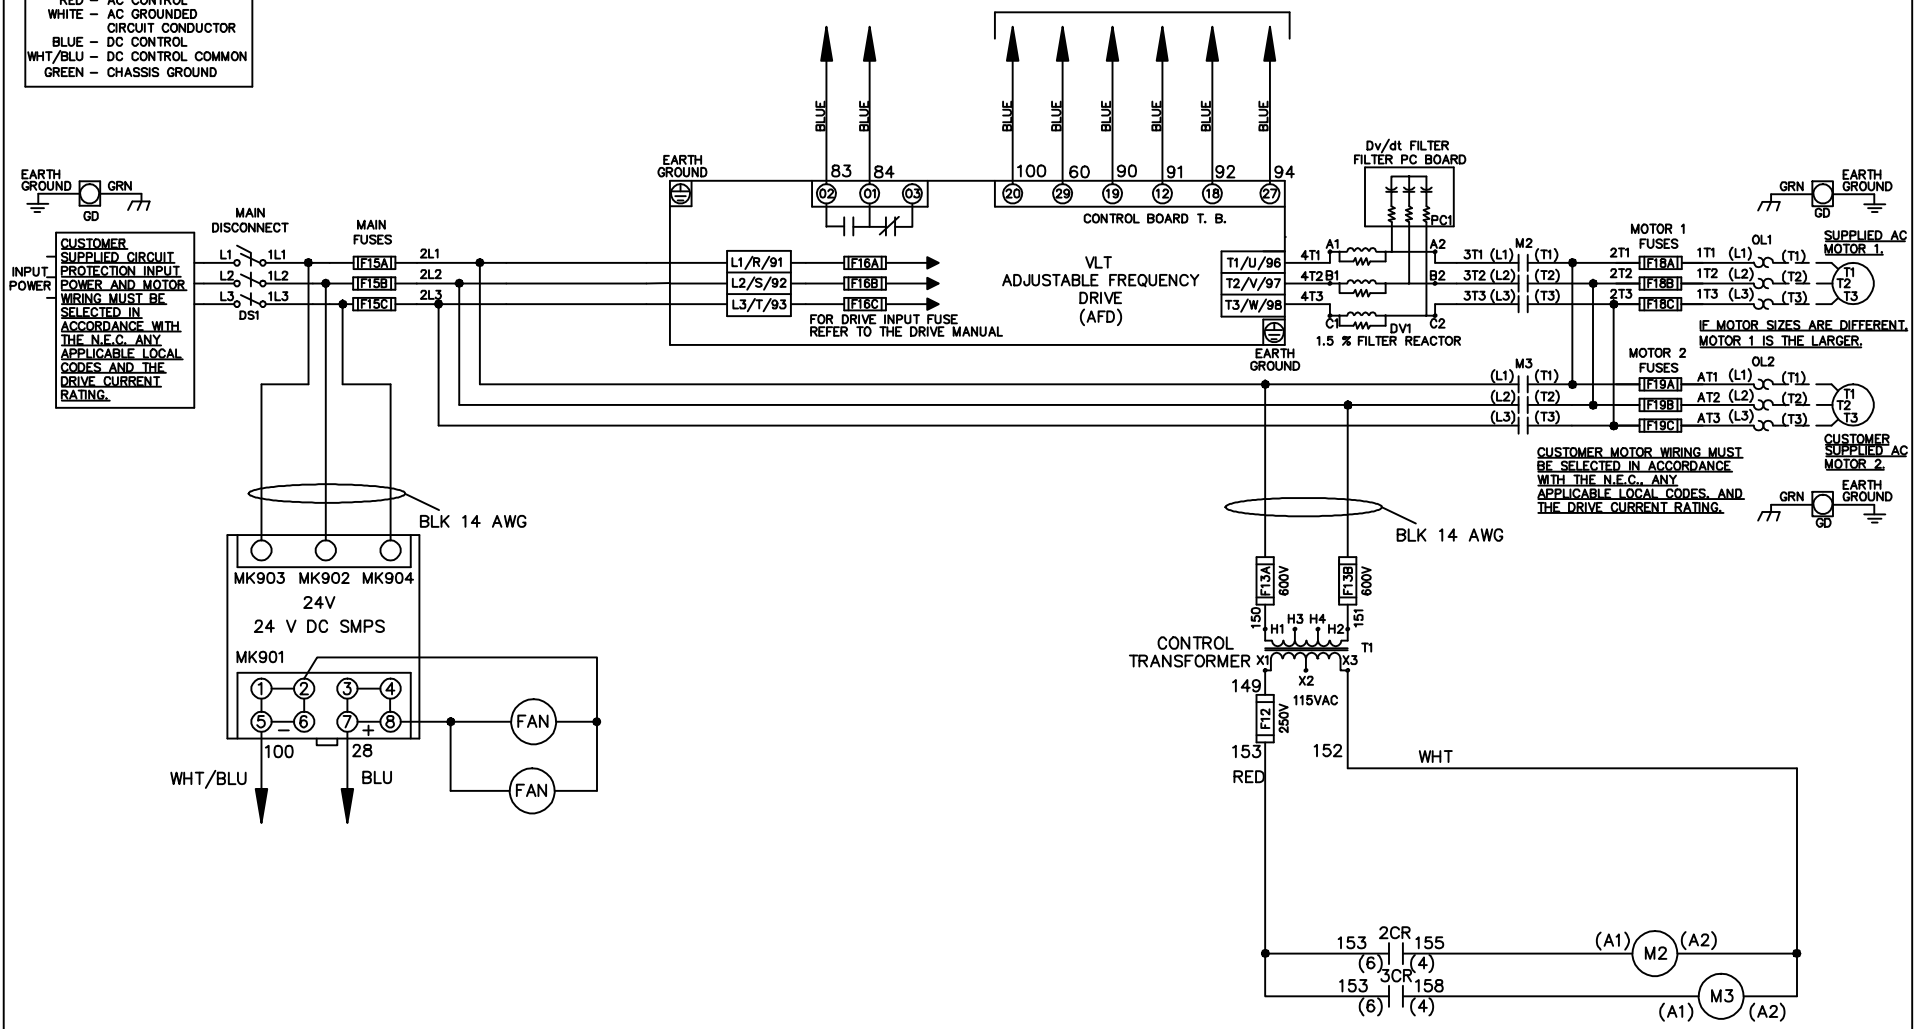 RED – AC CONTROL
WHITE – AC GROUNDED
CIRCUIT CONDUCTOR
BLUE – DC CONTROL
WHT/BLU – DC CONTROL COMMON
GREEN – CHASSIS GROUND
BLUE
BLUE
BLUE
BLUE
BLUE
BLUE
BLUE
BLUE
EARTH
GROUND
GRN
GD
MAIN
DISCONNECT
MAIN
FUSES
CUSTOMER
SUPPLIED CIRCUIT
PROTECTION INPUT
POWER AND MOTOR
WIRING MUST BE
SELECTED IN
ACCORDANCE WITH
THE N.E.C. ANY
APPLICABLE LOCAL
CODES AND THE
DRIVE CURRENT
RATING.
INPUT
POWER
L1 1L1 F15A 2L1
L2 1L2 F15B 2L2
L3 1L3 F15C 2L3
DS1
EARTH
GROUND
83 84
02 01 03
100 60 90 91 92 94
20 29 19 12 18 27
CONTROL BOARD T. B.
L1/R/91 F16A
L2/S/92 F16B
L3/T/93 F16C
FOR DRIVE INPUT FUSE
REFER TO THE DRIVE MANUAL
VLT
ADJUSTABLE FREQUENCY
DRIVE
(AFD)
T1/U/96 4T1
T2/V/97 4T2
T3/W/98 4T3
EARTH
GROUND
Dv/dt FILTER
FILTER PC BOARD
PC1
A1 A2
B1 B2
C1 C2
DV1
1.5 % FILTER REACTOR
M2
3T1 (L1) (T1)
3T2 (L2) (T2)
3T3 (L3) (T3)
MOTOR 1
FUSES
2T1 F18A 1T1 (L1) (T1)
2T2 F18B 1T2 (L2) (T2)
2T3 F18C 1T3 (L3) (T3)
OL1
GRN
EARTH
GROUND
GD
SUPPLIED AC
MOTOR 1.
T1
T2
T3
IF MOTOR SIZES ARE DIFFERENT,
MOTOR 1 IS THE LARGER.
M3
(L1) (T1)
(L2) (T2)
(L3) (T3)
MOTOR 2
FUSES
OL2
F19A AT1 (L1) (T1)
F19B AT2 (L2) (T2)
F19C AT3 (L3) (T3)
T1
T2
T3
CUSTOMER
SUPPLIED AC
MOTOR 2.
CUSTOMER MOTOR WIRING MUST
BE SELECTED IN ACCORDANCE
WITH THE N.E.C., ANY
APPLICABLE LOCAL CODES, AND
THE DRIVE CURRENT RATING.
GRN
EARTH
GROUND
GD
BLK 14 AWG
MK903 MK902 MK904
24V
24 V DC SMPS
MK901
1 2 3 4
5 – 6 7 + 8
100 28
WHT/BLU BLU
FAN
FAN
BLK 14 AWG
F13A 600V
F13B 600V
150 151
H1 H3 H4 H2
T1
CONTROL
TRANSFORMER
X1 X3
X2
115VAC
149
F12 250V
153 152
RED
WHT
2CR
153 155
(6) (4)
(A1) M2 (A2)
3CR
153 158
(6) (4)
(A1) M3 (A2)